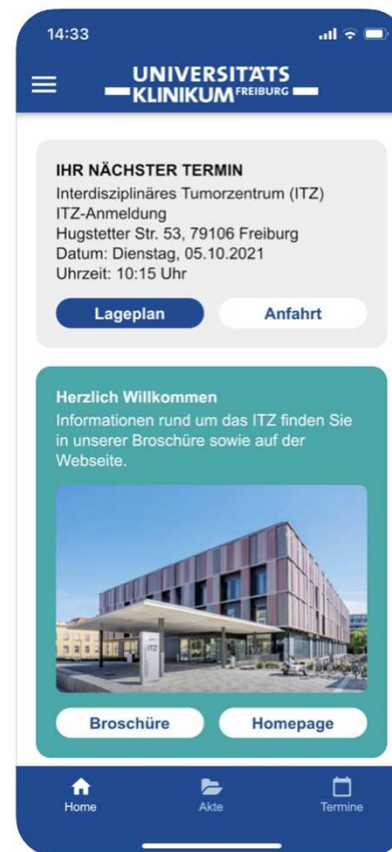 14:33
UNIVERSITÄTS
KLINIKUM FREIBURG
IHR NÄCHSTER TERMIN
Interdisziplinäres Tumorzentrum (ITZ)
ITZ-Anmeldung
Hugstetter Str. 53, 79106 Freiburg
Datum: Dienstag, 05.10.2021
Uhrzeit: 10:15 Uhr
Lageplan Anfahrt
Herzlich Willkommen
Informationen rund um das ITZ finden Sie
in unserer Broschüre sowie auf der
Webseite.
ITZ
Broschüre Homepage
Home Akte Termine